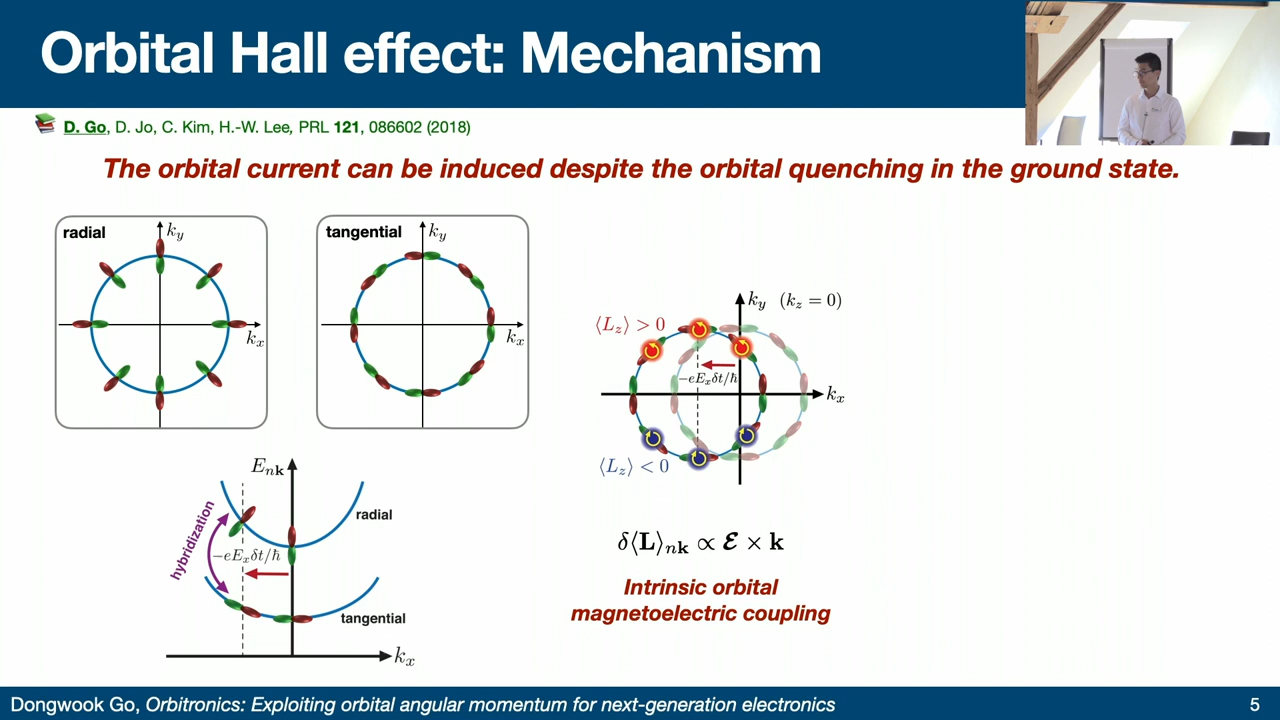 Orbital Hall effect: Mechanism
D. Go, D. Jo, C. Kim, H.-W. Lee, PRL 121, 086602 (2018)
The orbital current can be induced despite the orbital quenching in the ground state.
radial
k_y
k_x
tangential
k_y
k_x
k_y (k_z = 0)
⟨L_z⟩ > 0
−eE_xδt/ħ
k_x
⟨L_z⟩ < 0
E_{nk}
radial
hybridization
−eE_xδt/ħ
tangential
k_x
δ⟨L⟩_{nk} ∝ ℰ × k
Intrinsic orbital
magnetoelectric coupling
Dongwook Go, Orbitronics: Exploiting orbital angular momentum for next-generation electronics
5